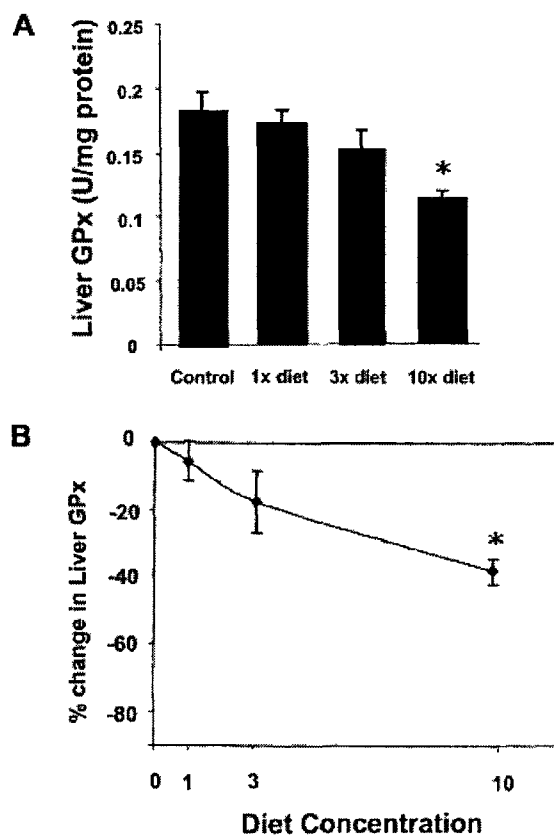 A
Liver GPx (U/mg protein)
0.25
0.2
0.15
0.1
0.05
0
*
Control 1x diet 3x diet 10x diet
B
% change in Liver GPx
0
-20
-40
-60
-80
*
0 1 3 10
Diet Concentration